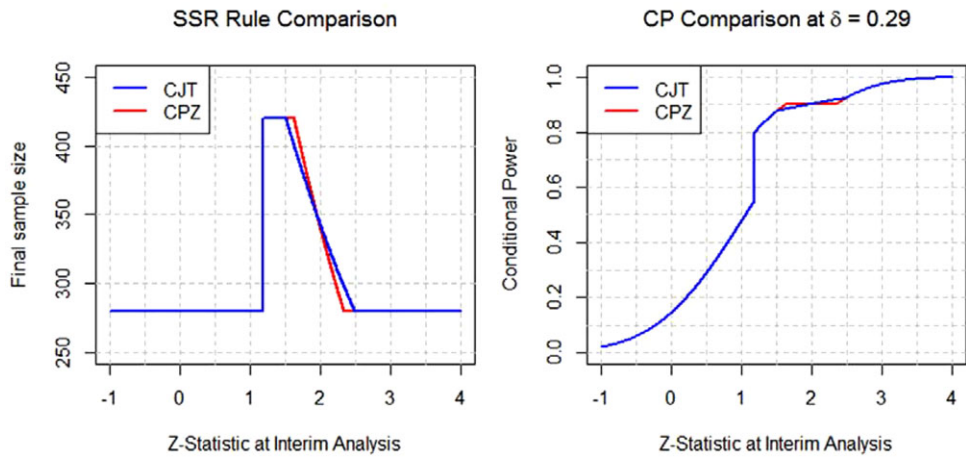 SSR Rule Comparison
CJT
CPZ
450
400
350
300
250
Final sample size
-1 0 1 2 3 4
Z-Statistic at Interim Analysis
CP Comparison at δ = 0.29
CJT
CPZ
1.0
0.8
0.6
0.4
0.2
0.0
Conditional Power
-1 0 1 2 3 4
Z-Statistic at Interim Analysis